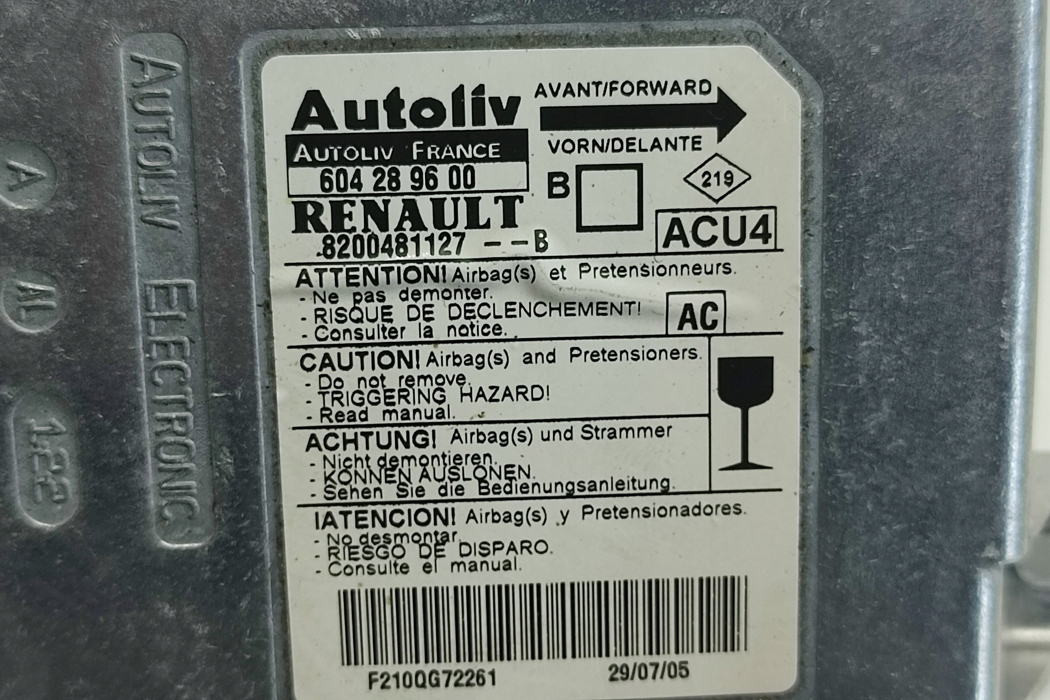 AUTOLIV ELECTRONIC
A
Al
1.22
Autoliv
AUTOLIV FRANCE
604 28 96 00
RENAULT
8200481127 --B
AVANT/FORWARD
VORN/DELANTE
B
219
ACU4
ATTENTION! Airbag(s) et Pretensionneurs.
- Ne pas demonter.
- RISQUE DE DECLENCHEMENT!
- Consulter la notice.
AC
CAUTION! Airbag(s) and Pretensioners.
- Do not remove.
- TRIGGERING HAZARD!
- Read manual.
ACHTUNG! Airbag(s) und Strammer
- Nicht demontieren.
- KONNEN AUSLONEN.
- Sehen Sie die Bedienungsanleitung.
IATENCION! Airbag(s) y Pretensionadores.
- No desmontar.
- RIESGO DE DISPARO.
- Consulte el manual.
F210QG72261 29/07/05